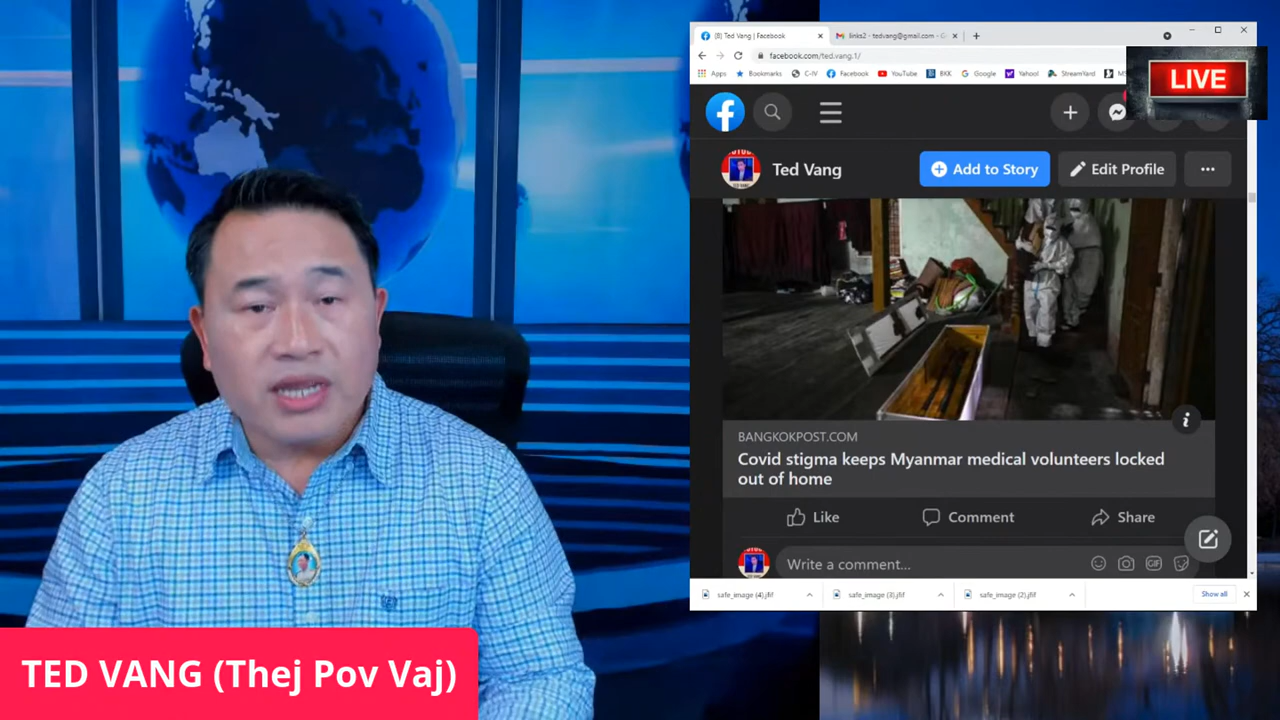 (8) Ted Vang | Facebook
links2 - tedvang@gmail.com - G
facebook.com/ted.vang.1/
Apps
Bookmarks
C-IV
Facebook
YouTube
BKK
Google
Yahoo!
StreamYard
LIVE
Ted Vang
Add to Story
Edit Profile
BANGKOKPOST.COM
Covid stigma keeps Myanmar medical volunteers locked
out of home
Like
Comment
Share
Write a comment...
GIF
safe_image (4).jfif
safe_image (3).jfif
safe_image (2).jfif
Show all
TED VANG (Thej Pov Vaj)